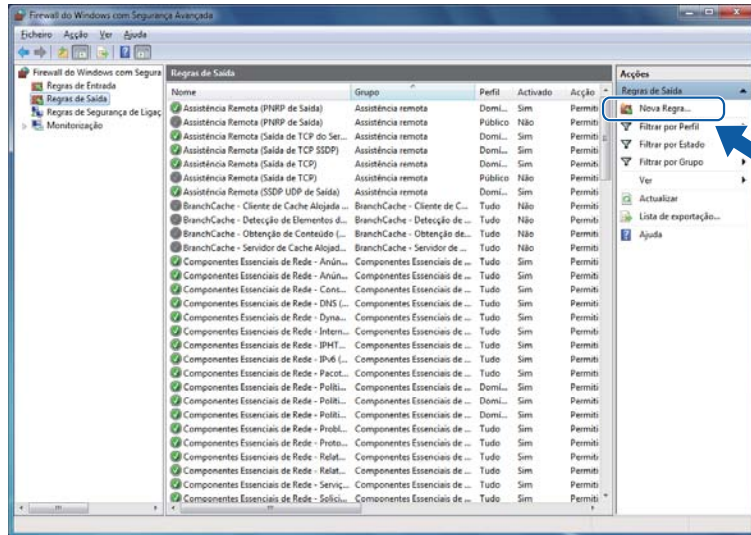 Firewall do Windows com Segurança Avançada
Ficheiro Acção Ver Ajuda
Firewall do Windows com Segura
Regras de Entrada
Regras de Saída
Regras de Segurança de Ligaç
Monitorização
Regras de Saída
Nome Grupo Perfil Activado Acção
Assistência Remota (PNRP de Saída) Assistência remota Domí... Sim Permiti
Assistência Remota (PNRP de Saída) Assistência remota Público Não Permiti
Assistência Remota (Saída de TCP do Ser... Assistência remota Domí... Sim Permiti
Assistência Remota (Saída de TCP SSDP) Assistência remota Domí... Sim Permiti
Assistência Remota (Saída de TCP) Assistência remota Domí... Sim Permiti
Assistência Remota (Saída de TCP) Assistência remota Público Não Permiti
Assistência Remota (SSDP UDP de Saída) Assistência remota Domí... Sim Permiti
BranchCache - Cliente de Cache Alojada ... BranchCache - Cliente de C... Tudo Não Permiti
BranchCache - Detecção de Elementos d... BranchCache - Detecção de ... Tudo Não Permiti
BranchCache - Obtenção de Conteúdo (... BranchCache - Obtenção de... Tudo Não Permiti
BranchCache - Servidor de Cache Alojad... BranchCache - Servidor de ... Tudo Não Permiti
Componentes Essenciais de Rede - Anún... Componentes Essenciais de ... Tudo Sim Permiti
Componentes Essenciais de Rede - Anún... Componentes Essenciais de ... Tudo Sim Permiti
Componentes Essenciais de Rede - Cons... Componentes Essenciais de ... Tudo Sim Permiti
Componentes Essenciais de Rede - DNS (... Componentes Essenciais de ... Tudo Sim Permiti
Componentes Essenciais de Rede - Dyna... Componentes Essenciais de ... Tudo Sim Permiti
Componentes Essenciais de Rede - Intern... Componentes Essenciais de ... Tudo Sim Permiti
Componentes Essenciais de Rede - IPHT... Componentes Essenciais de ... Tudo Sim Permiti
Componentes Essenciais de Rede - IPv6 (... Componentes Essenciais de ... Tudo Sim Permiti
Componentes Essenciais de Rede - Pacot... Componentes Essenciais de ... Tudo Sim Permiti
Componentes Essenciais de Rede - Políti... Componentes Essenciais de ... Domí... Sim Permiti
Componentes Essenciais de Rede - Políti... Componentes Essenciais de ... Domí... Sim Permiti
Componentes Essenciais de Rede - Políti... Componentes Essenciais de ... Domí... Sim Permiti
Componentes Essenciais de Rede - Probl... Componentes Essenciais de ... Tudo Sim Permiti
Componentes Essenciais de Rede - Proto... Componentes Essenciais de ... Tudo Sim Permiti
Componentes Essenciais de Rede - Relat... Componentes Essenciais de ... Tudo Sim Permiti
Componentes Essenciais de Rede - Relat... Componentes Essenciais de ... Tudo Sim Permiti
Componentes Essenciais de Rede - Serviç... Componentes Essenciais de ... Tudo Sim Permiti
Componentes Essenciais de Rede - Solici... Componentes Essenciais de ... Tudo Sim Permiti
Acções
Regras de Saída
Nova Regra...
Filtrar por Perfil
Filtrar por Estado
Filtrar por Grupo
Ver
Actualizar
Lista de exportação...
Ajuda